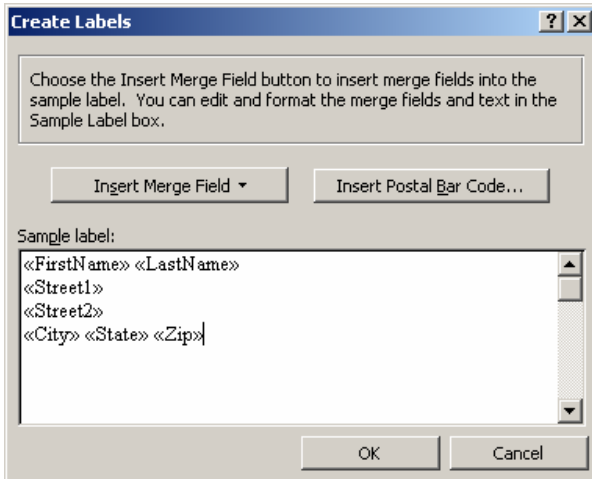 Create Labels
Choose the Insert Merge Field button to insert merge fields into the
sample label. You can edit and format the merge fields and text in the
Sample Label box.
Insert Merge Field
Insert Postal Bar Code...
Sample label:
«FirstName» «LastName»
«Street1»
«Street2»
«City» «State» «Zip»
OK
Cancel